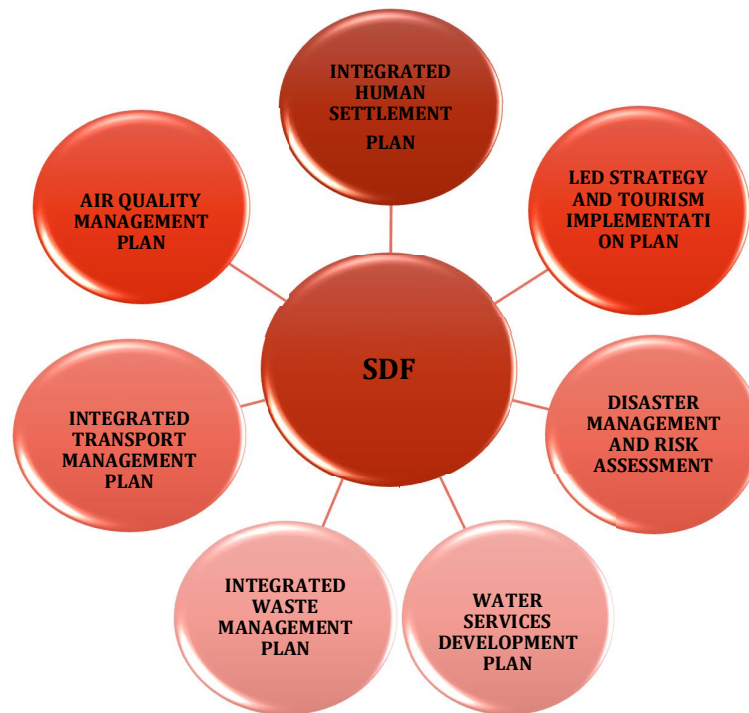 INTEGRATED
HUMAN
SETTLEMENT
PLAN
LED STRATEGY
AND TOURISM
IMPLEMENTATI
ON PLAN
DISASTER
MANAGEMENT
AND RISK
ASSESSMENT
WATER
SERVICES
DEVELOPMENT
PLAN
INTEGRATED
WASTE
MANAGEMENT
PLAN
INTEGRATED
TRANSPORT
MANAGEMENT
PLAN
AIR QUALITY
MANAGEMENT
PLAN
SDF